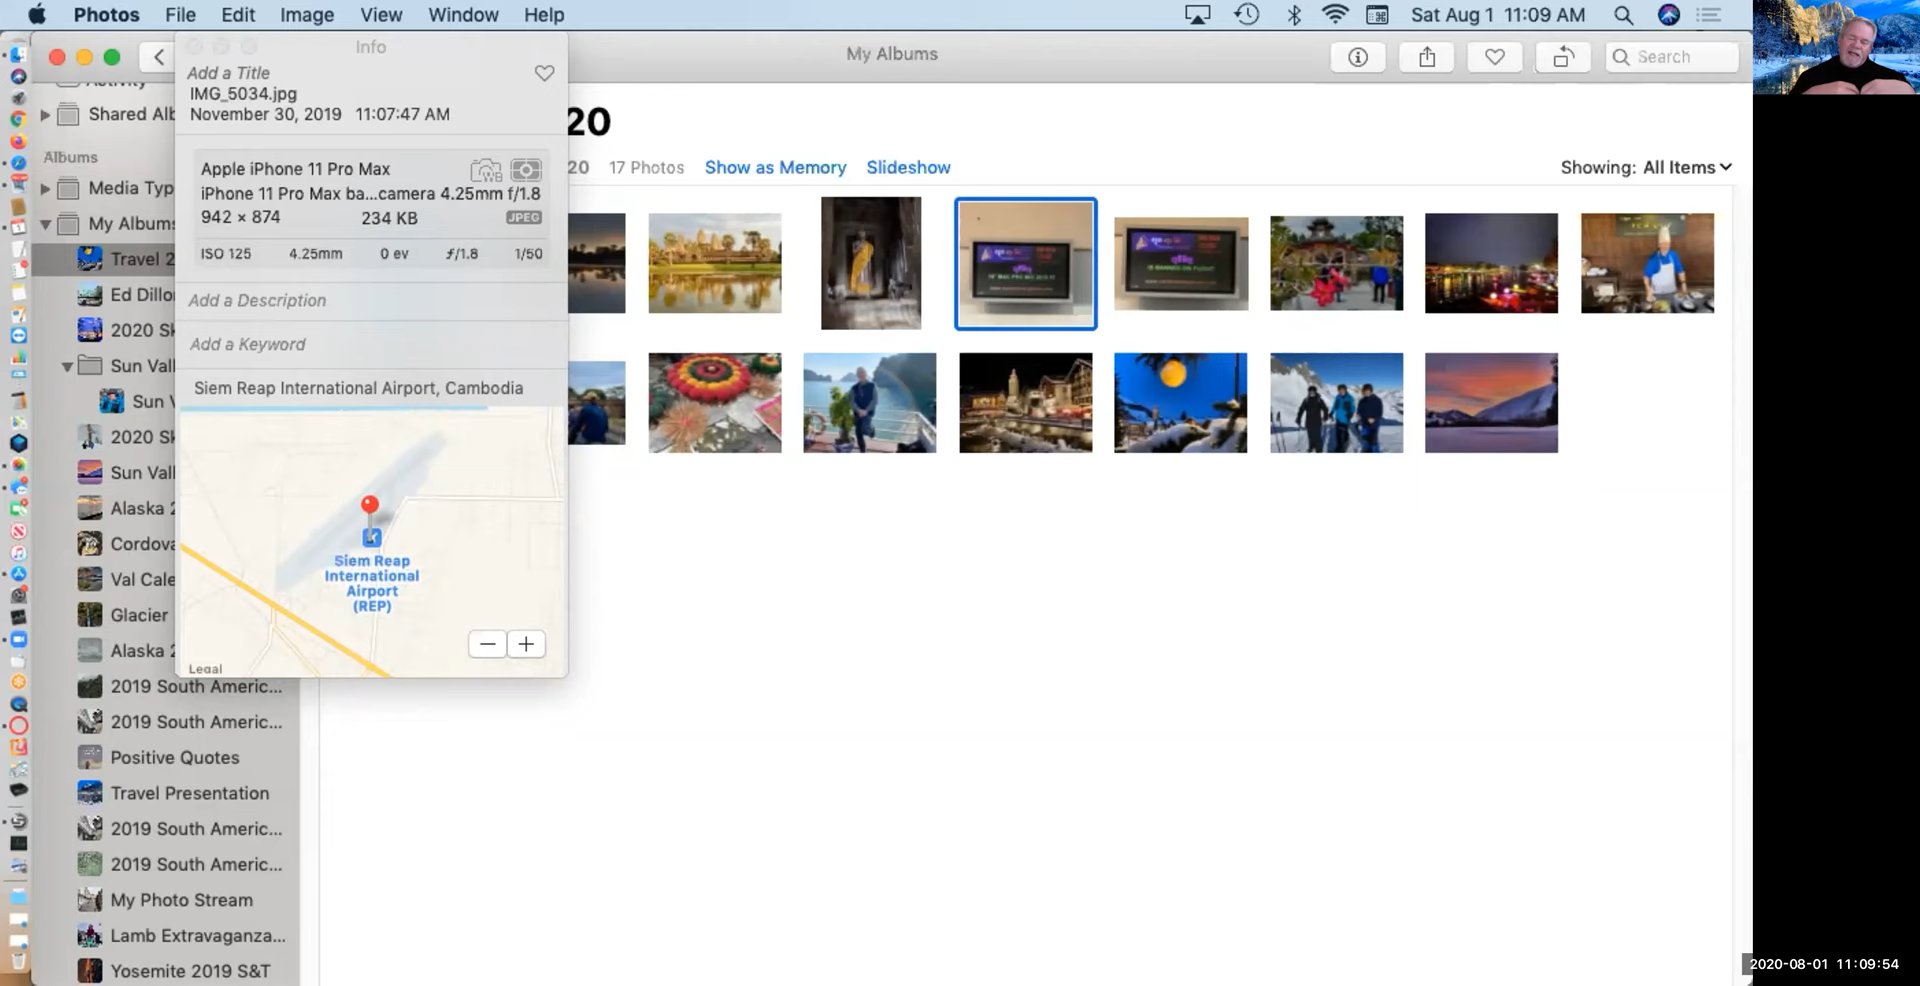 Photos File Edit Image View Window Help Sat Aug 1 11:09 AM
Info
My Albums
Search
Add a Title
IMG_5034.jpg
November 30, 2019 11:07:47 AM
Apple iPhone 11 Pro Max
iPhone 11 Pro Max ba...camera 4.25mm f/1.8
942 × 874 234 KB JPEG
ISO 125 4.25mm 0 ev ƒ/1.8 1/50
Add a Description
Add a Keyword
Siem Reap International Airport, Cambodia
Siem Reap
International
Airport
(REP)
Legal
Shared Alb
Albums
Media Typ
My Albums
Travel 2
Ed Dillo
2020 Sk
Sun Vall
Sun V
2020 Sk
Sun Vall
Alaska 2
Cordova
Val Cale
Glacier
Alaska 2
2019 South Americ...
2019 South Americ...
Positive Quotes
Travel Presentation
2019 South Americ...
2019 South Americ...
My Photo Stream
Lamb Extravaganza...
Yosemite 2019 S&T
20
20 17 Photos Show as Memory Slideshow Showing: All Items
2020-08-01 11:09:54